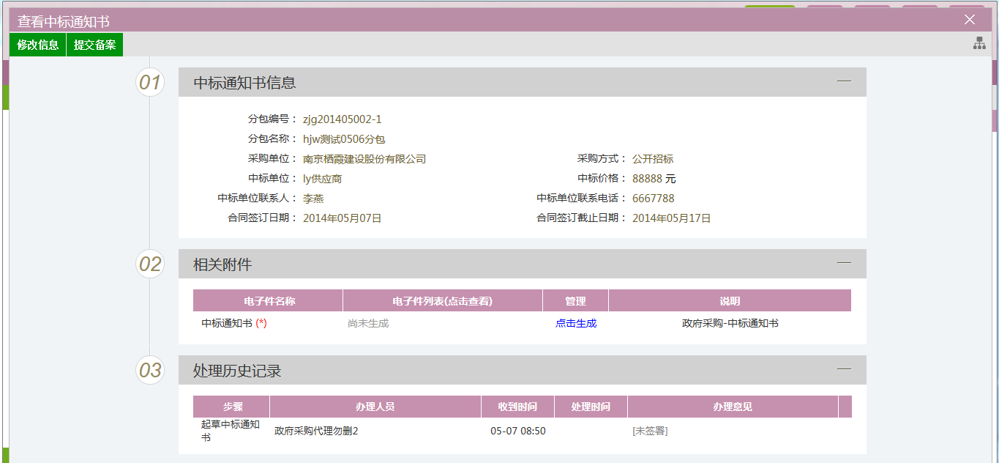 查看中标通知书
修改信息 提交备案
01 中标通知书信息
分包编号： zjg201405002-1
分包名称： hjw测试0506分包
采购单位： 南京栖霞建设股份有限公司 采购方式： 公开招标
中标单位： ly供应商 中标价格： 88888 元
中标单位联系人： 李燕 中标单位联系电话： 6667788
合同签订日期： 2014年05月07日 合同签订截止日期： 2014年05月17日
02 相关附件
电子件名称 电子件列表(点击查看) 管理 说明
中标通知书 (*) 尚未生成 点击生成 政府采购-中标通知书
03 处理历史记录
步骤 办理人员 收到时间 处理时间 办理意见
起草中标通知
书 政府采购代理勿删2 05-07 08:50 [未签署]